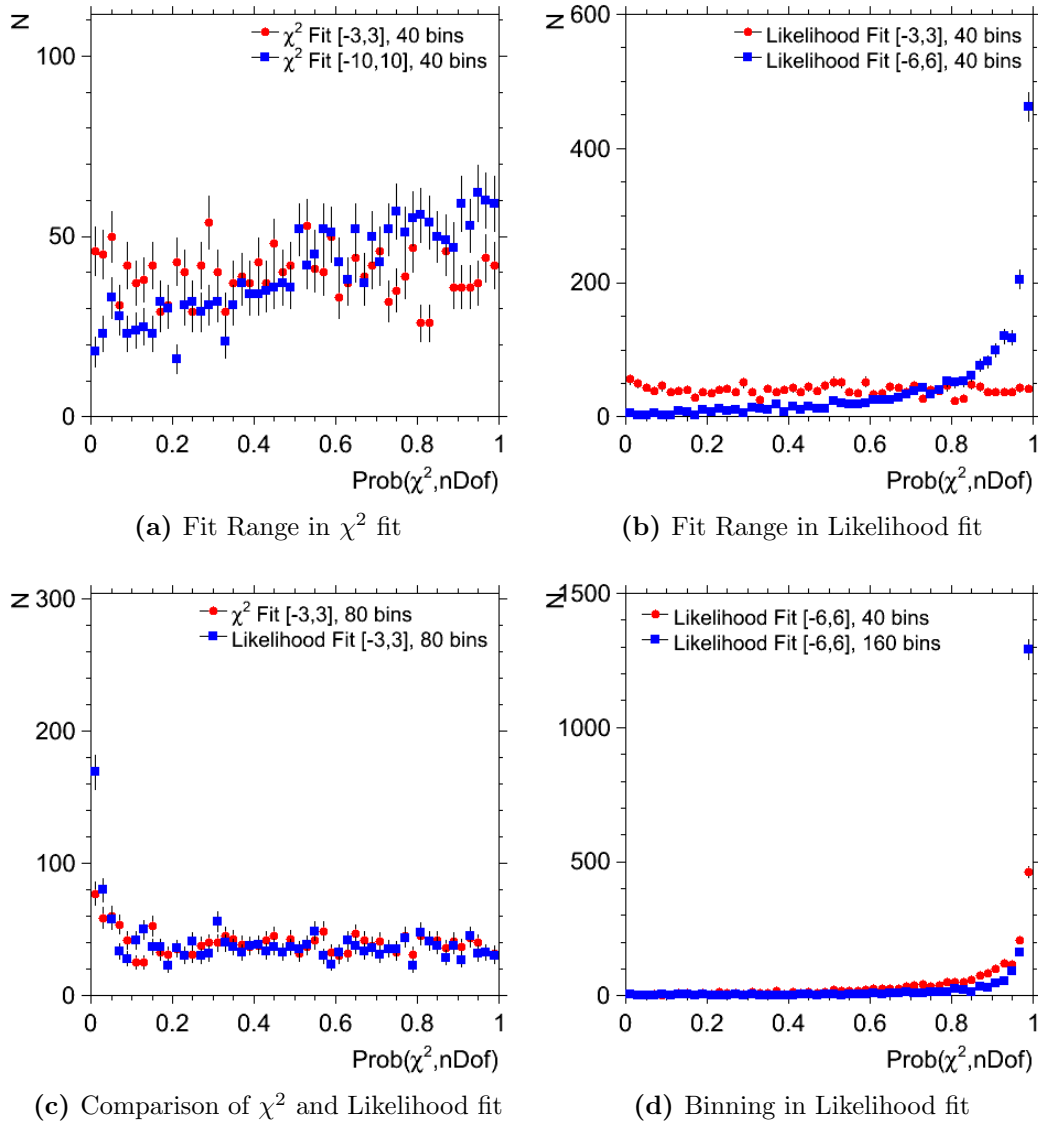 N
100
50
0
χ² Fit [-3,3], 40 bins
χ² Fit [-10,10], 40 bins
0 0.2 0.4 0.6 0.8 1
Prob(χ²,nDof)
(a) Fit Range in χ² fit
N
600
400
200
0
Likelihood Fit [-3,3], 40 bins
Likelihood Fit [-6,6], 40 bins
0 0.2 0.4 0.6 0.8 1
Prob(χ²,nDof)
(b) Fit Range in Likelihood fit
N
300
200
100
0
χ² Fit [-3,3], 80 bins
Likelihood Fit [-3,3], 80 bins
0 0.2 0.4 0.6 0.8 1
Prob(χ²,nDof)
(c) Comparison of χ² and Likelihood fit
N
1500
1000
500
0
Likelihood Fit [-6,6], 40 bins
Likelihood Fit [-6,6], 160 bins
0 0.2 0.4 0.6 0.8 1
Prob(χ²,nDof)
(d) Binning in Likelihood fit